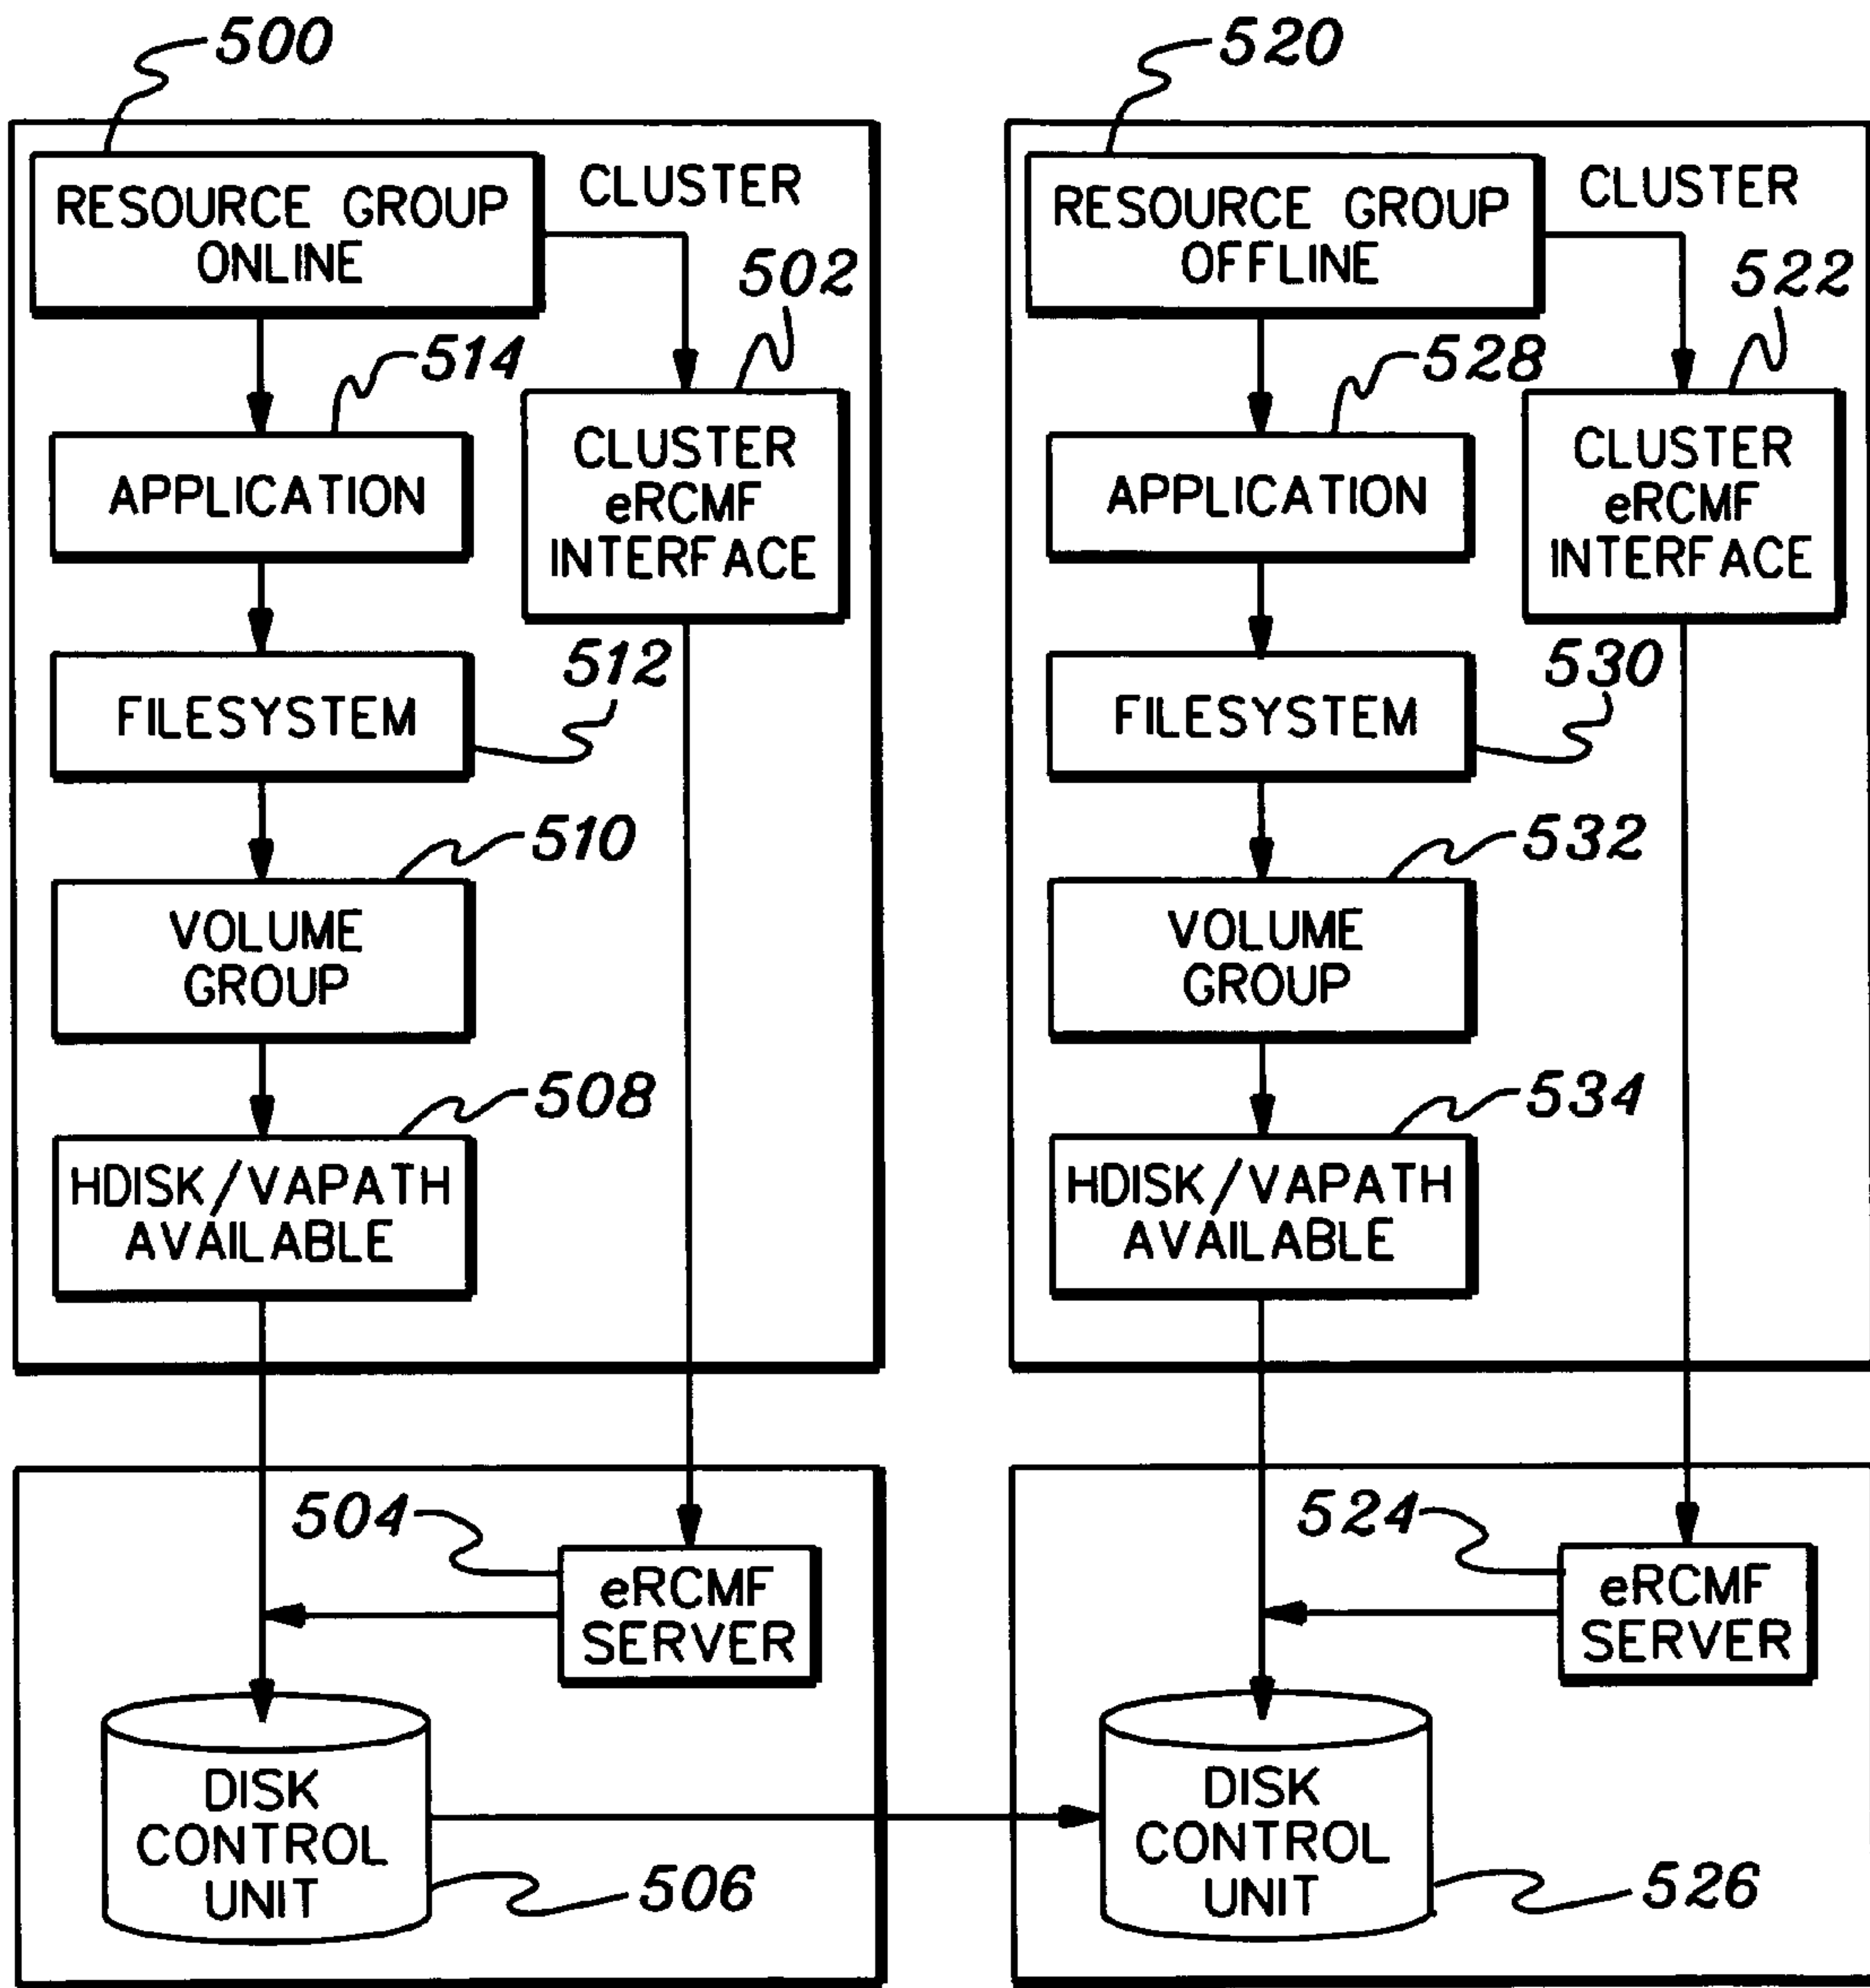 500
RESOURCE GROUP
ONLINE
CLUSTER
502
514
APPLICATION
CLUSTER
eRCMF
INTERFACE
512
FILESYSTEM
510
VOLUME
GROUP
508
HDISK/VAPATH
AVAILABLE
504
eRCMF
SERVER
DISK
CONTROL
UNIT
506
520
RESOURCE GROUP
OFFLINE
CLUSTER
522
528
APPLICATION
CLUSTER
eRCMF
INTERFACE
530
FILESYSTEM
532
VOLUME
GROUP
534
HDISK/VAPATH
AVAILABLE
524
eRCMF
SERVER
DISK
CONTROL
UNIT
526